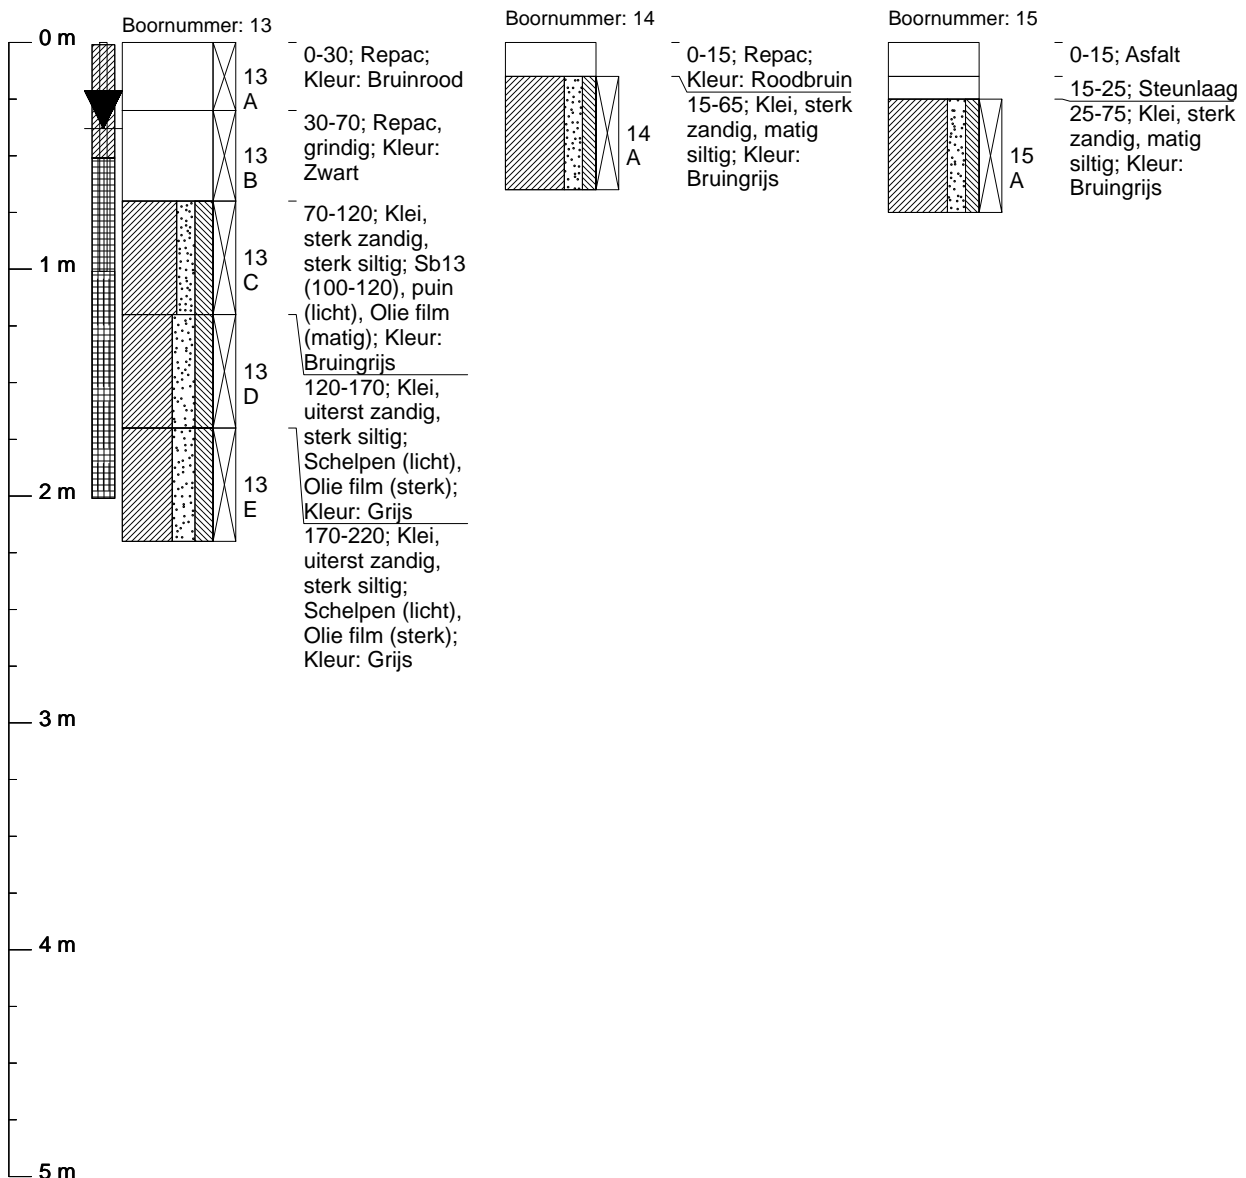 Boornummer: 13
0 m
1 m
2 m
3 m
4 m
5 m
13
A
13
B
13
C
13
D
13
E
0-30; Repac;
Kleur: Bruinrood
30-70; Repac,
grindig; Kleur:
Zwart
70-120; Klei,
sterk zandig,
sterk siltig; Sb13
(100-120), puin
(licht), Olie film
(matig); Kleur:
Bruingrijs
120-170; Klei,
uiterst zandig,
sterk siltig;
Schelpen (licht),
Olie film (sterk);
Kleur: Grijs
170-220; Klei,
uiterst zandig,
sterk siltig;
Schelpen (licht),
Olie film (sterk);
Kleur: Grijs
Boornummer: 14
14
A
0-15; Repac;
Kleur: Roodbruin
15-65; Klei, sterk
zandig, matig
siltig; Kleur:
Bruingrijs
Boornummer: 15
15
A
0-15; Asfalt
15-25; Steunlaag
25-75; Klei, sterk
zandig, matig
siltig; Kleur:
Bruingrijs